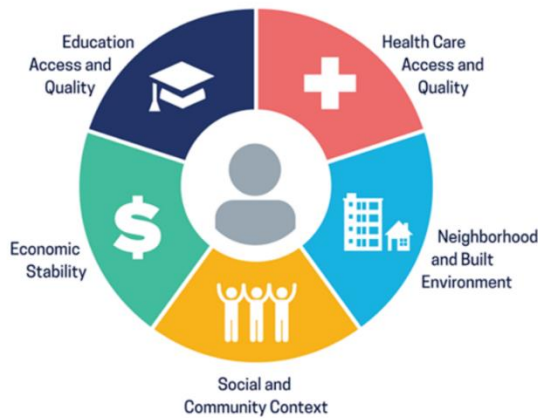 Education
Access and
Quality
Health Care
Access and
Quality
Economic
Stability
$
Neighborhood
and Built
Environment
Social and
Community Context